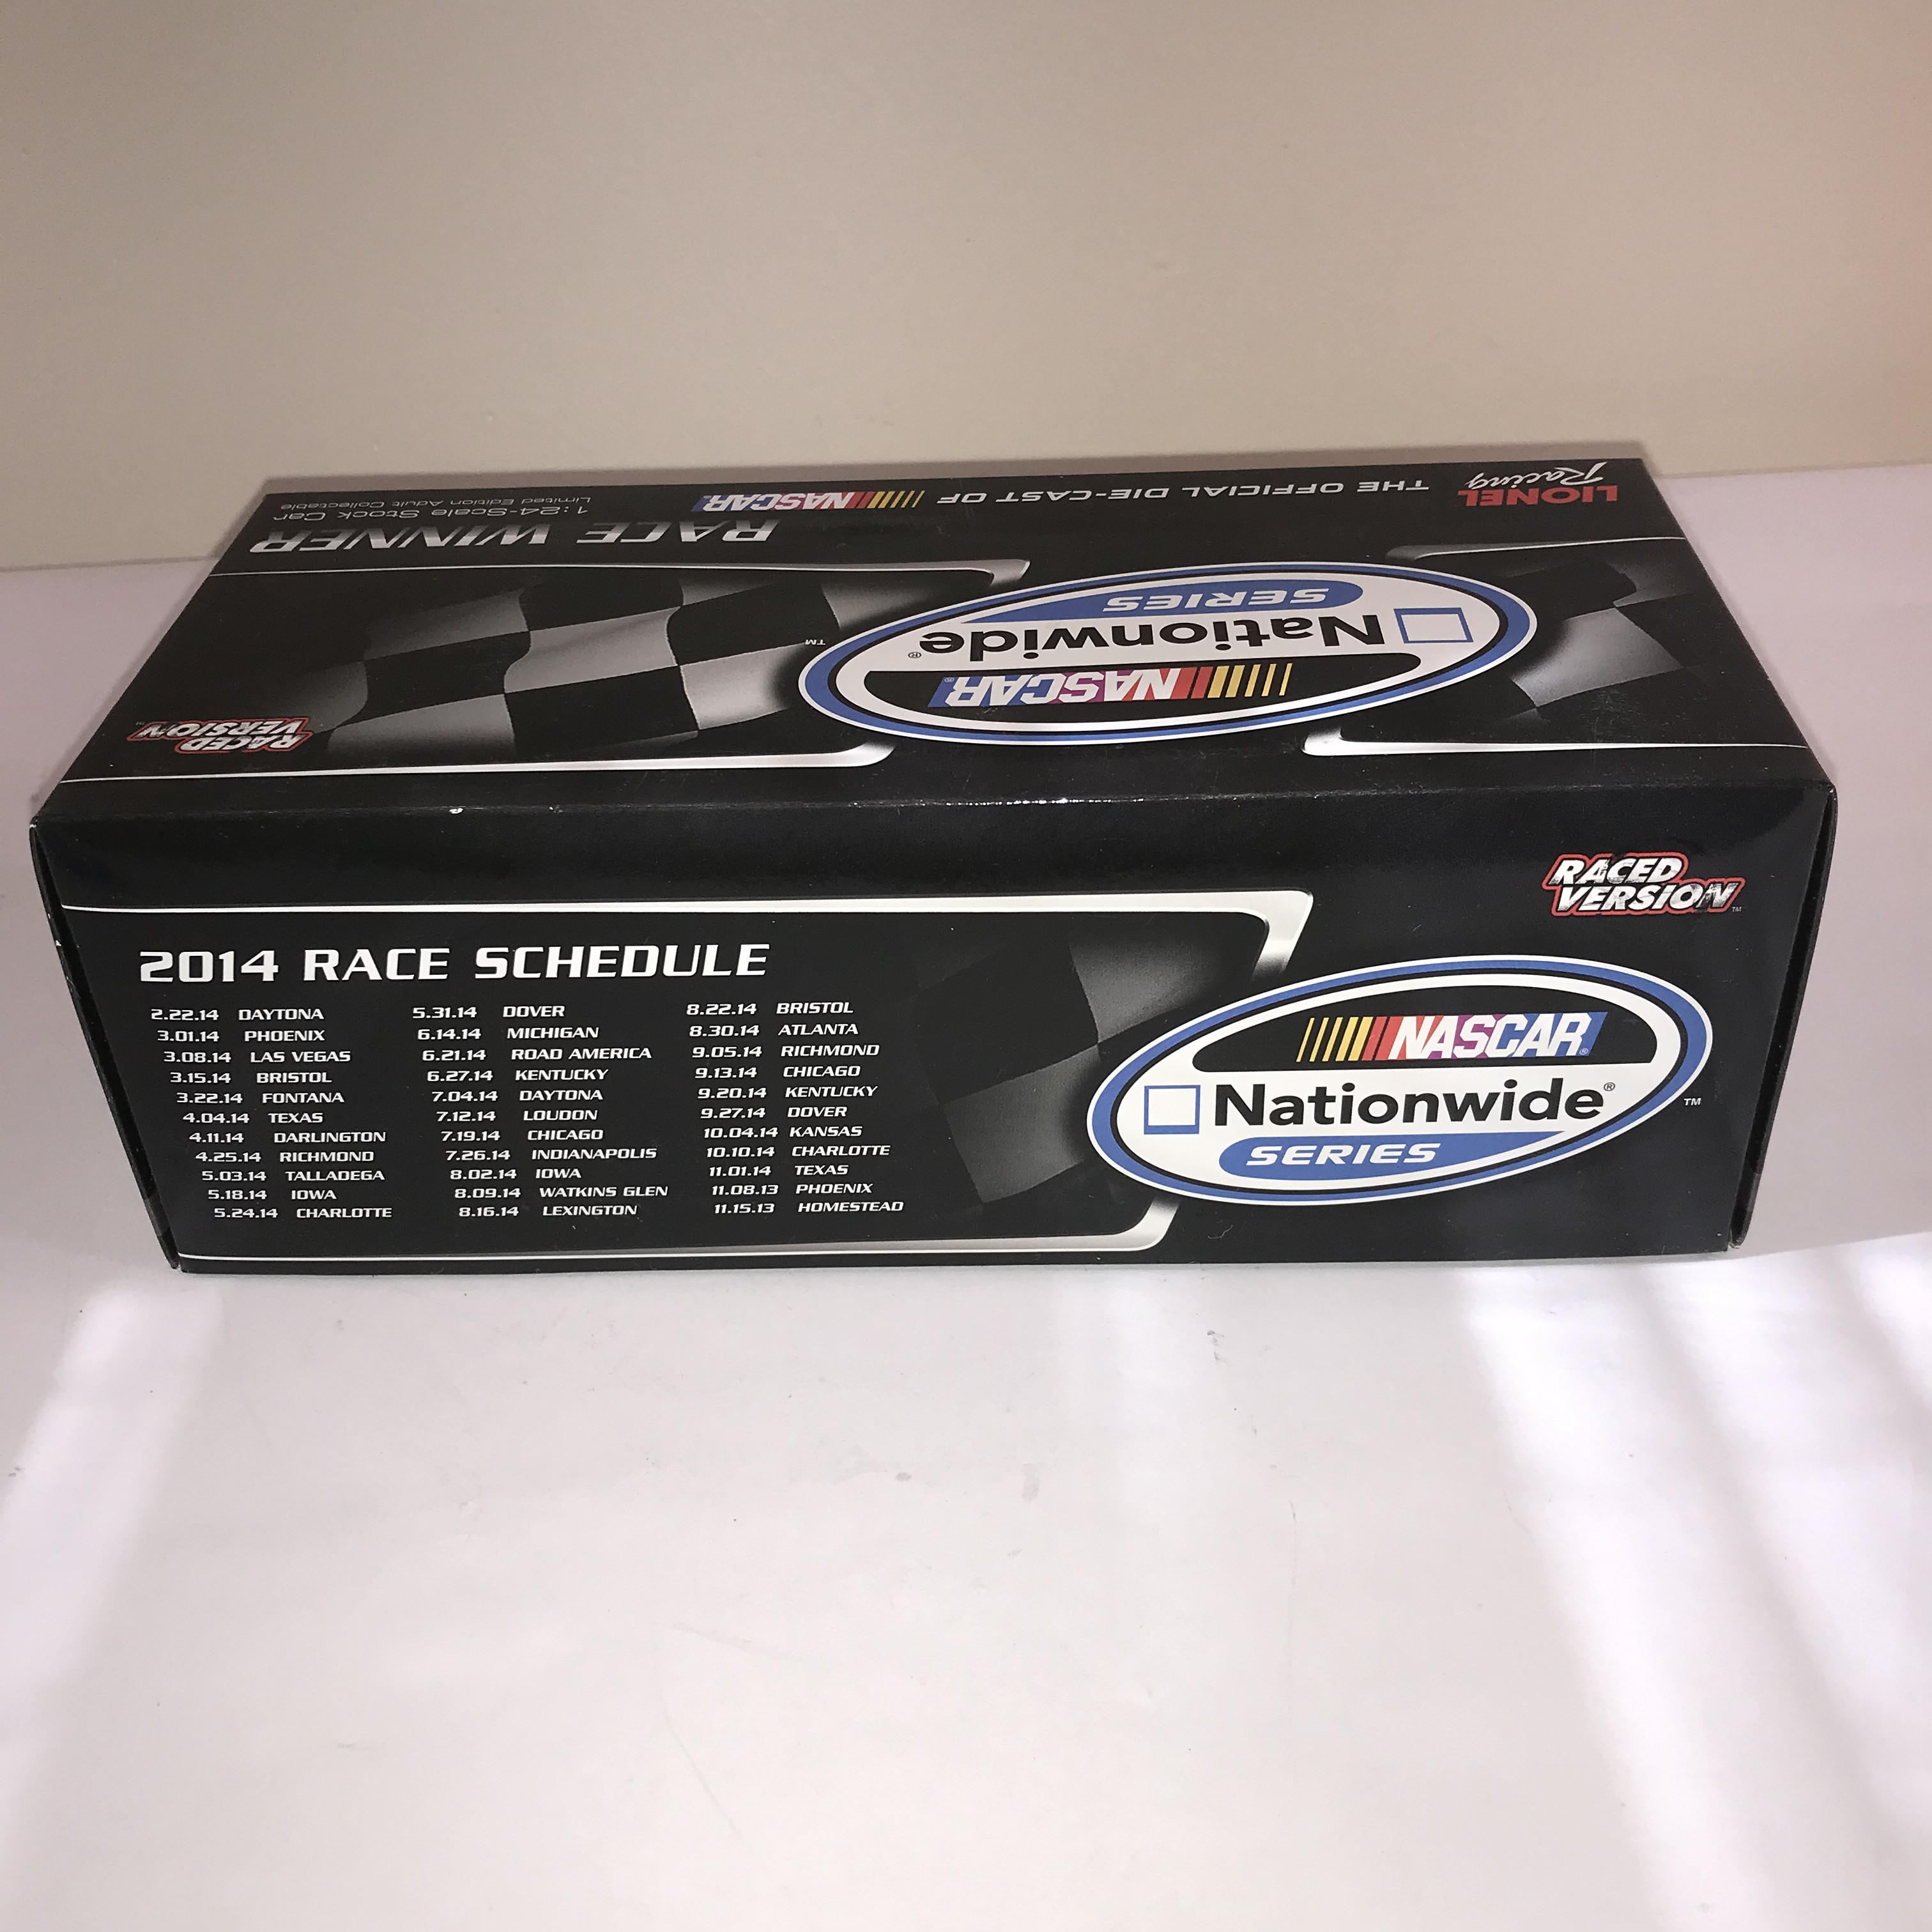 LIONEL
Racing
THE OFFICIAL DIE-CAST OF NASCAR®
1:24-Scale Stock Car
Limited Edition Adult Collectable
RACE WINNER
NASCAR®
Nationwide®
SERIES
TM
RACED
VERSION™
RACED
VERSION™
2014 RACE SCHEDULE
2.22.14 DAYTONA
3.01.14 PHOENIX
3.08.14 LAS VEGAS
3.15.14 BRISTOL
3.22.14 FONTANA
4.04.14 TEXAS
4.11.14 DARLINGTON
4.25.14 RICHMOND
5.03.14 TALLADEGA
5.18.14 IOWA
5.24.14 CHARLOTTE
5.31.14 DOVER
6.14.14 MICHIGAN
6.21.14 ROAD AMERICA
6.27.14 KENTUCKY
7.04.14 DAYTONA
7.12.14 LOUDON
7.19.14 CHICAGO
7.26.14 INDIANAPOLIS
8.02.14 IOWA
8.09.14 WATKINS GLEN
8.16.14 LEXINGTON
8.22.14 BRISTOL
8.30.14 ATLANTA
9.05.14 RICHMOND
9.13.14 CHICAGO
9.20.14 KENTUCKY
9.27.14 DOVER
10.04.14 KANSAS
10.10.14 CHARLOTTE
11.01.14 TEXAS
11.08.13 PHOENIX
11.15.13 HOMESTEAD
NASCAR®
Nationwide®
SERIES
TM